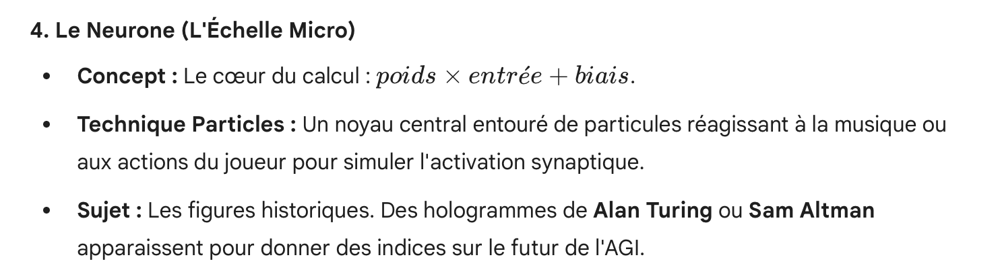 4. Le Neurone (L'Échelle Micro)
• Concept : Le cœur du calcul : poids × entrée + biais.
• Technique Particles : Un noyau central entouré de particules réagissant à la musique ou
aux actions du joueur pour simuler l'activation synaptique.
• Sujet : Les figures historiques. Des hologrammes de Alan Turing ou Sam Altman
apparaissent pour donner des indices sur le futur de l'AGI.